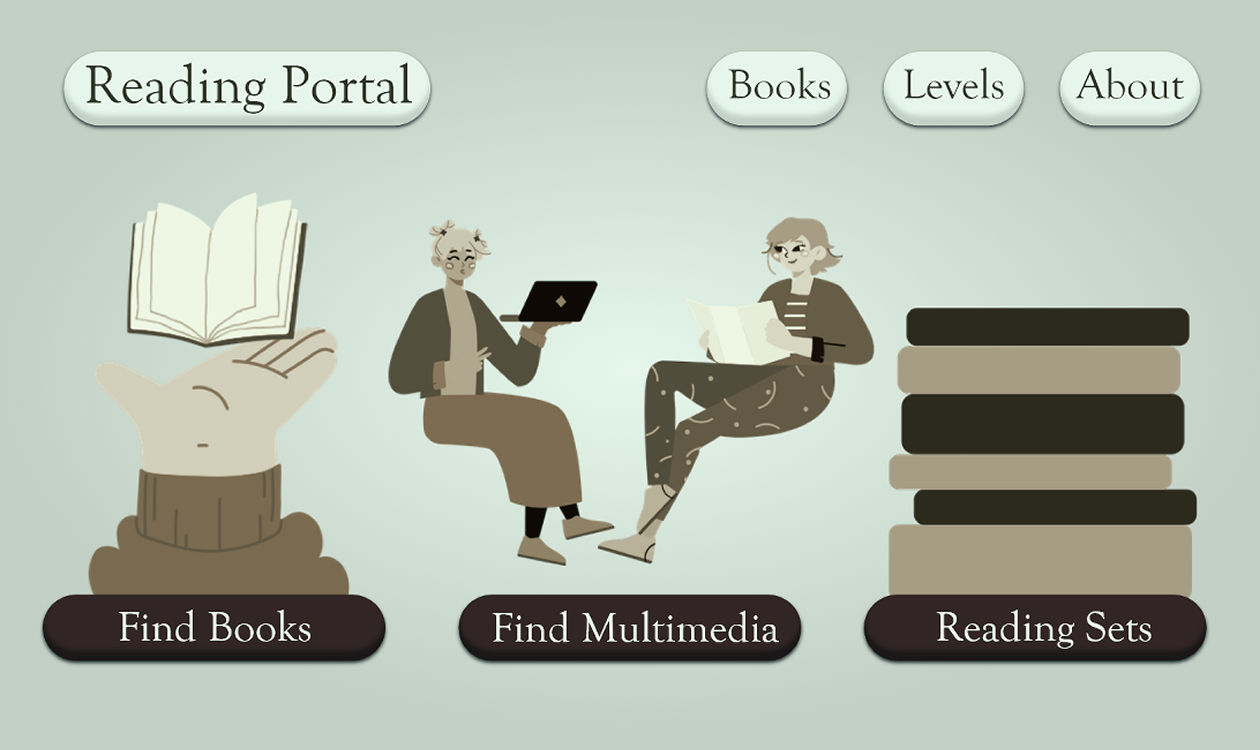 Reading Portal
Books
Levels
About
Find Books
Find Multimedia
Reading Sets